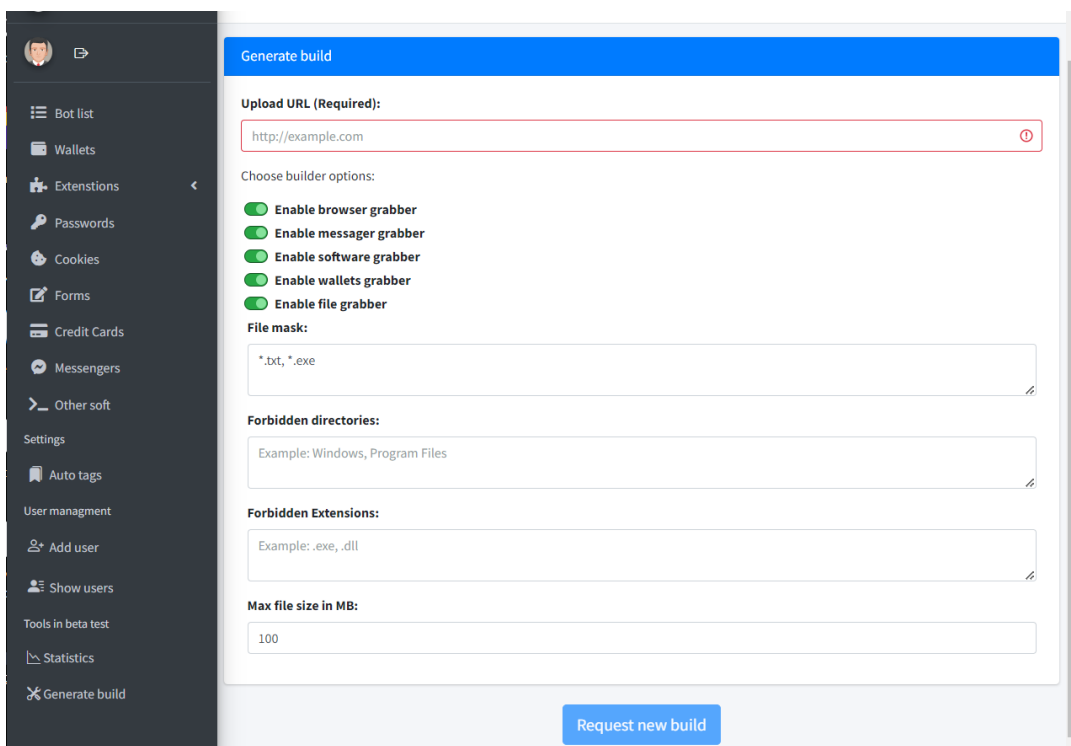 Generate build
Upload URL (Required):
http://example.com
Choose builder options:
Enable browser grabber
Enable messager grabber
Enable software grabber
Enable wallets grabber
Enable file grabber
File mask:
*.txt, *.exe
Forbidden directories:
Example: Windows, Program Files
Forbidden Extensions:
Example: .exe, .dll
Max file size in MB:
100
Request new build
Bot list
Wallets
Extenstions
Passwords
Cookies
Forms
Credit Cards
Messengers
Other soft
Settings
Auto tags
User managment
Add user
Show users
Tools in beta test
Statistics
Generate build